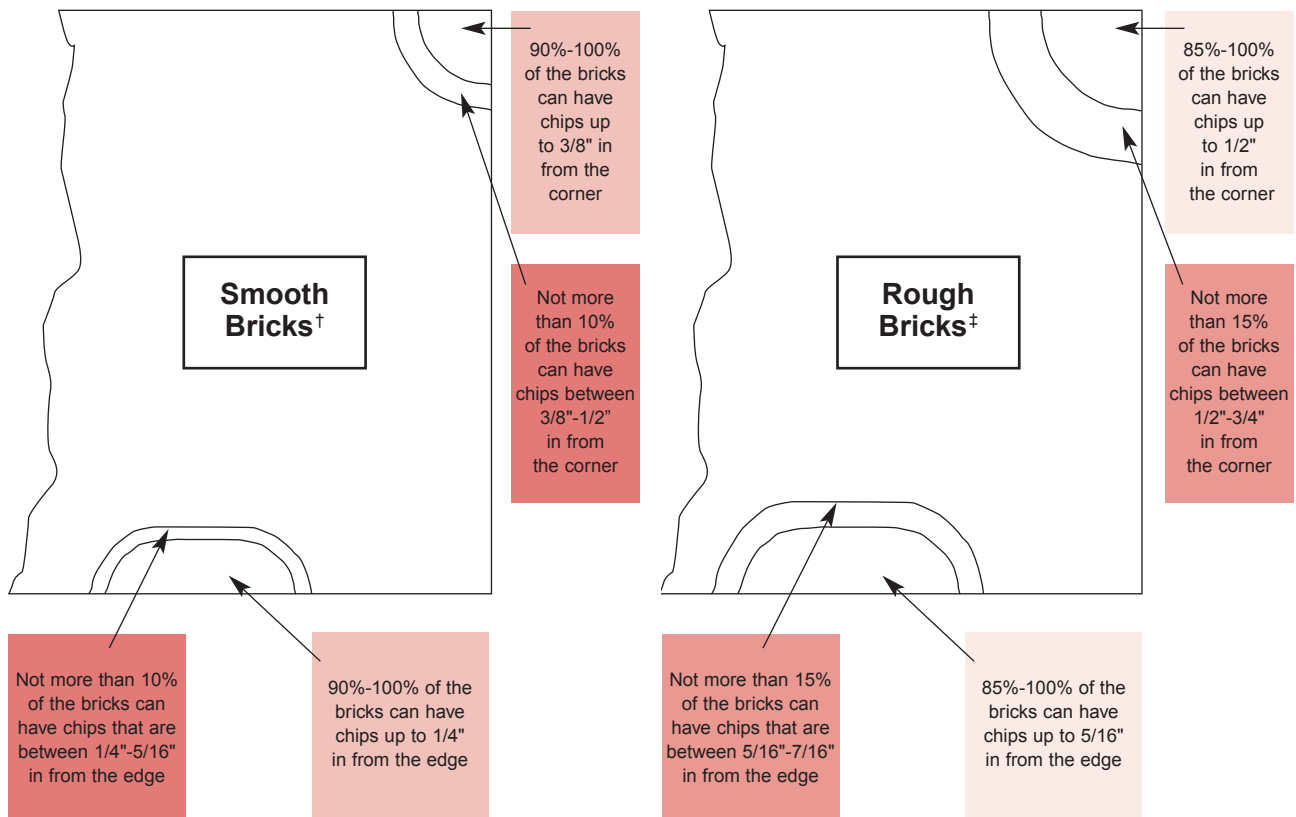 90%-100%
of the bricks
can have
chips up
to 3/8" in
from the
corner
Smooth
Bricks†
Not more
than 10%
of the bricks
can have
chips between
3/8"-1/2”
in from
the corner
Not more than 10%
of the bricks can
have chips that are
between 1/4"-5/16"
in from the edge
90%-100% of the
bricks can have
chips up to 1/4"
in from the edge
85%-100%
of the bricks
can have
chips up
to 1/2"
in from
the corner
Rough
Bricks‡
Not more
than 15%
of the bricks
can have
chips between
1/2"-3/4"
in from
the corner
Not more than 15%
of the bricks can
have chips that are
between 5/16"-7/16"
in from the edge
85%-100% of the
bricks can have
chips up to 5/16"
in from the edge